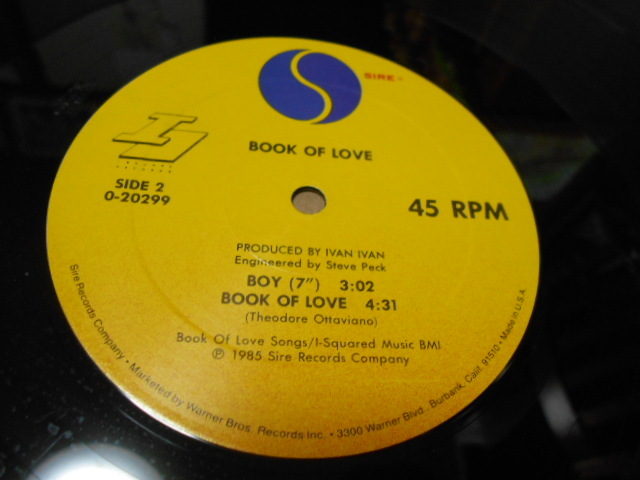 SIRE
BOOK OF LOVE
SIDE 2
0-20299
45 RPM
PRODUCED BY IVAN IVAN
Engineered by Steve Peck
BOY (7") 3:02
BOOK OF LOVE 4:31
(Theodore Ottaviano)
Book Of Love Songs/I-Squared Music BMI
℗ 1985 Sire Records Company
Sire Records Company • Marketed by Warner Bros. Records Inc. • 3300 Warner Blvd. Burbank, Calif. 91510 • Made in U.S.A.